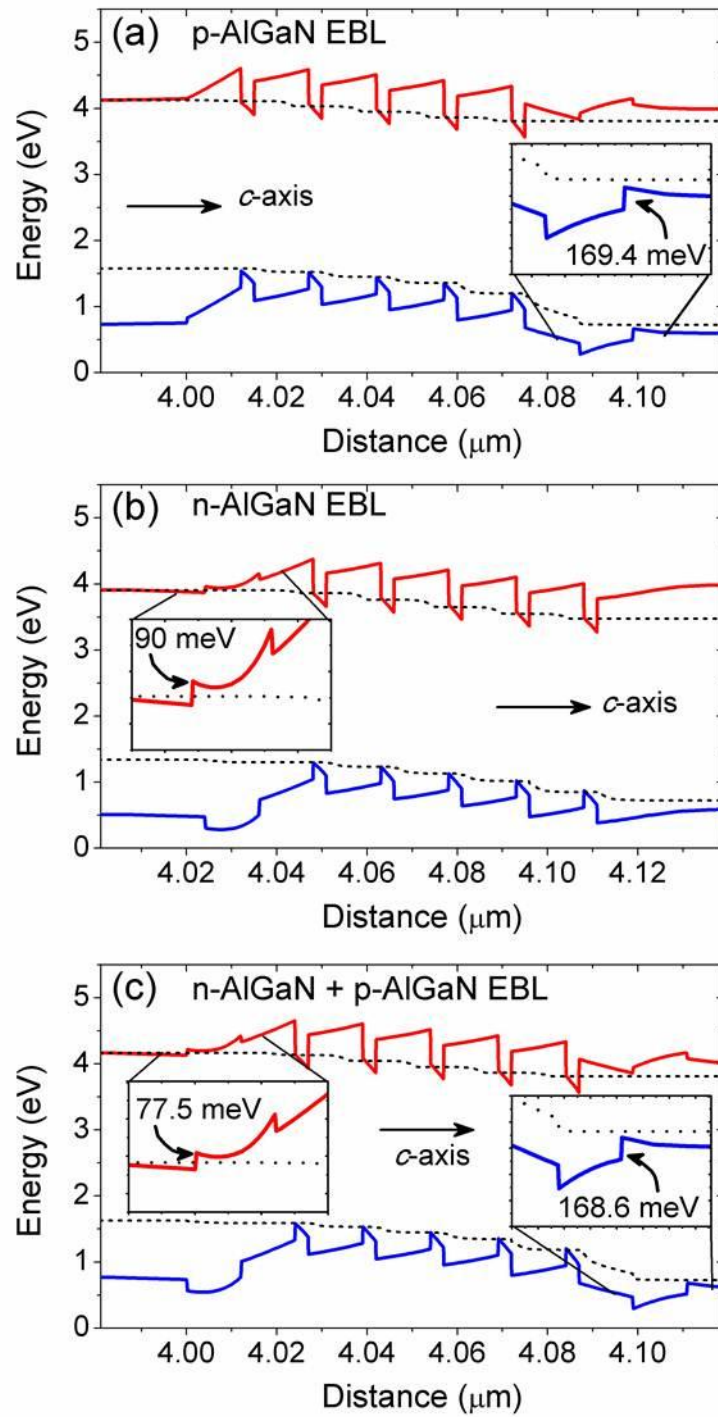 (a) p-AlGaN EBL
5
4
3
2
1
0
Energy (eV)
c-axis
169.4 meV
4.00 4.02 4.04 4.06 4.08 4.10
Distance (μm)
(b) n-AlGaN EBL
5
4
3
2
1
0
Energy (eV)
90 meV
c-axis
4.02 4.04 4.06 4.08 4.10 4.12
Distance (μm)
(c) n-AlGaN + p-AlGaN EBL
5
4
3
2
1
0
Energy (eV)
77.5 meV
c-axis
168.6 meV
4.00 4.02 4.04 4.06 4.08 4.10
Distance (μm)